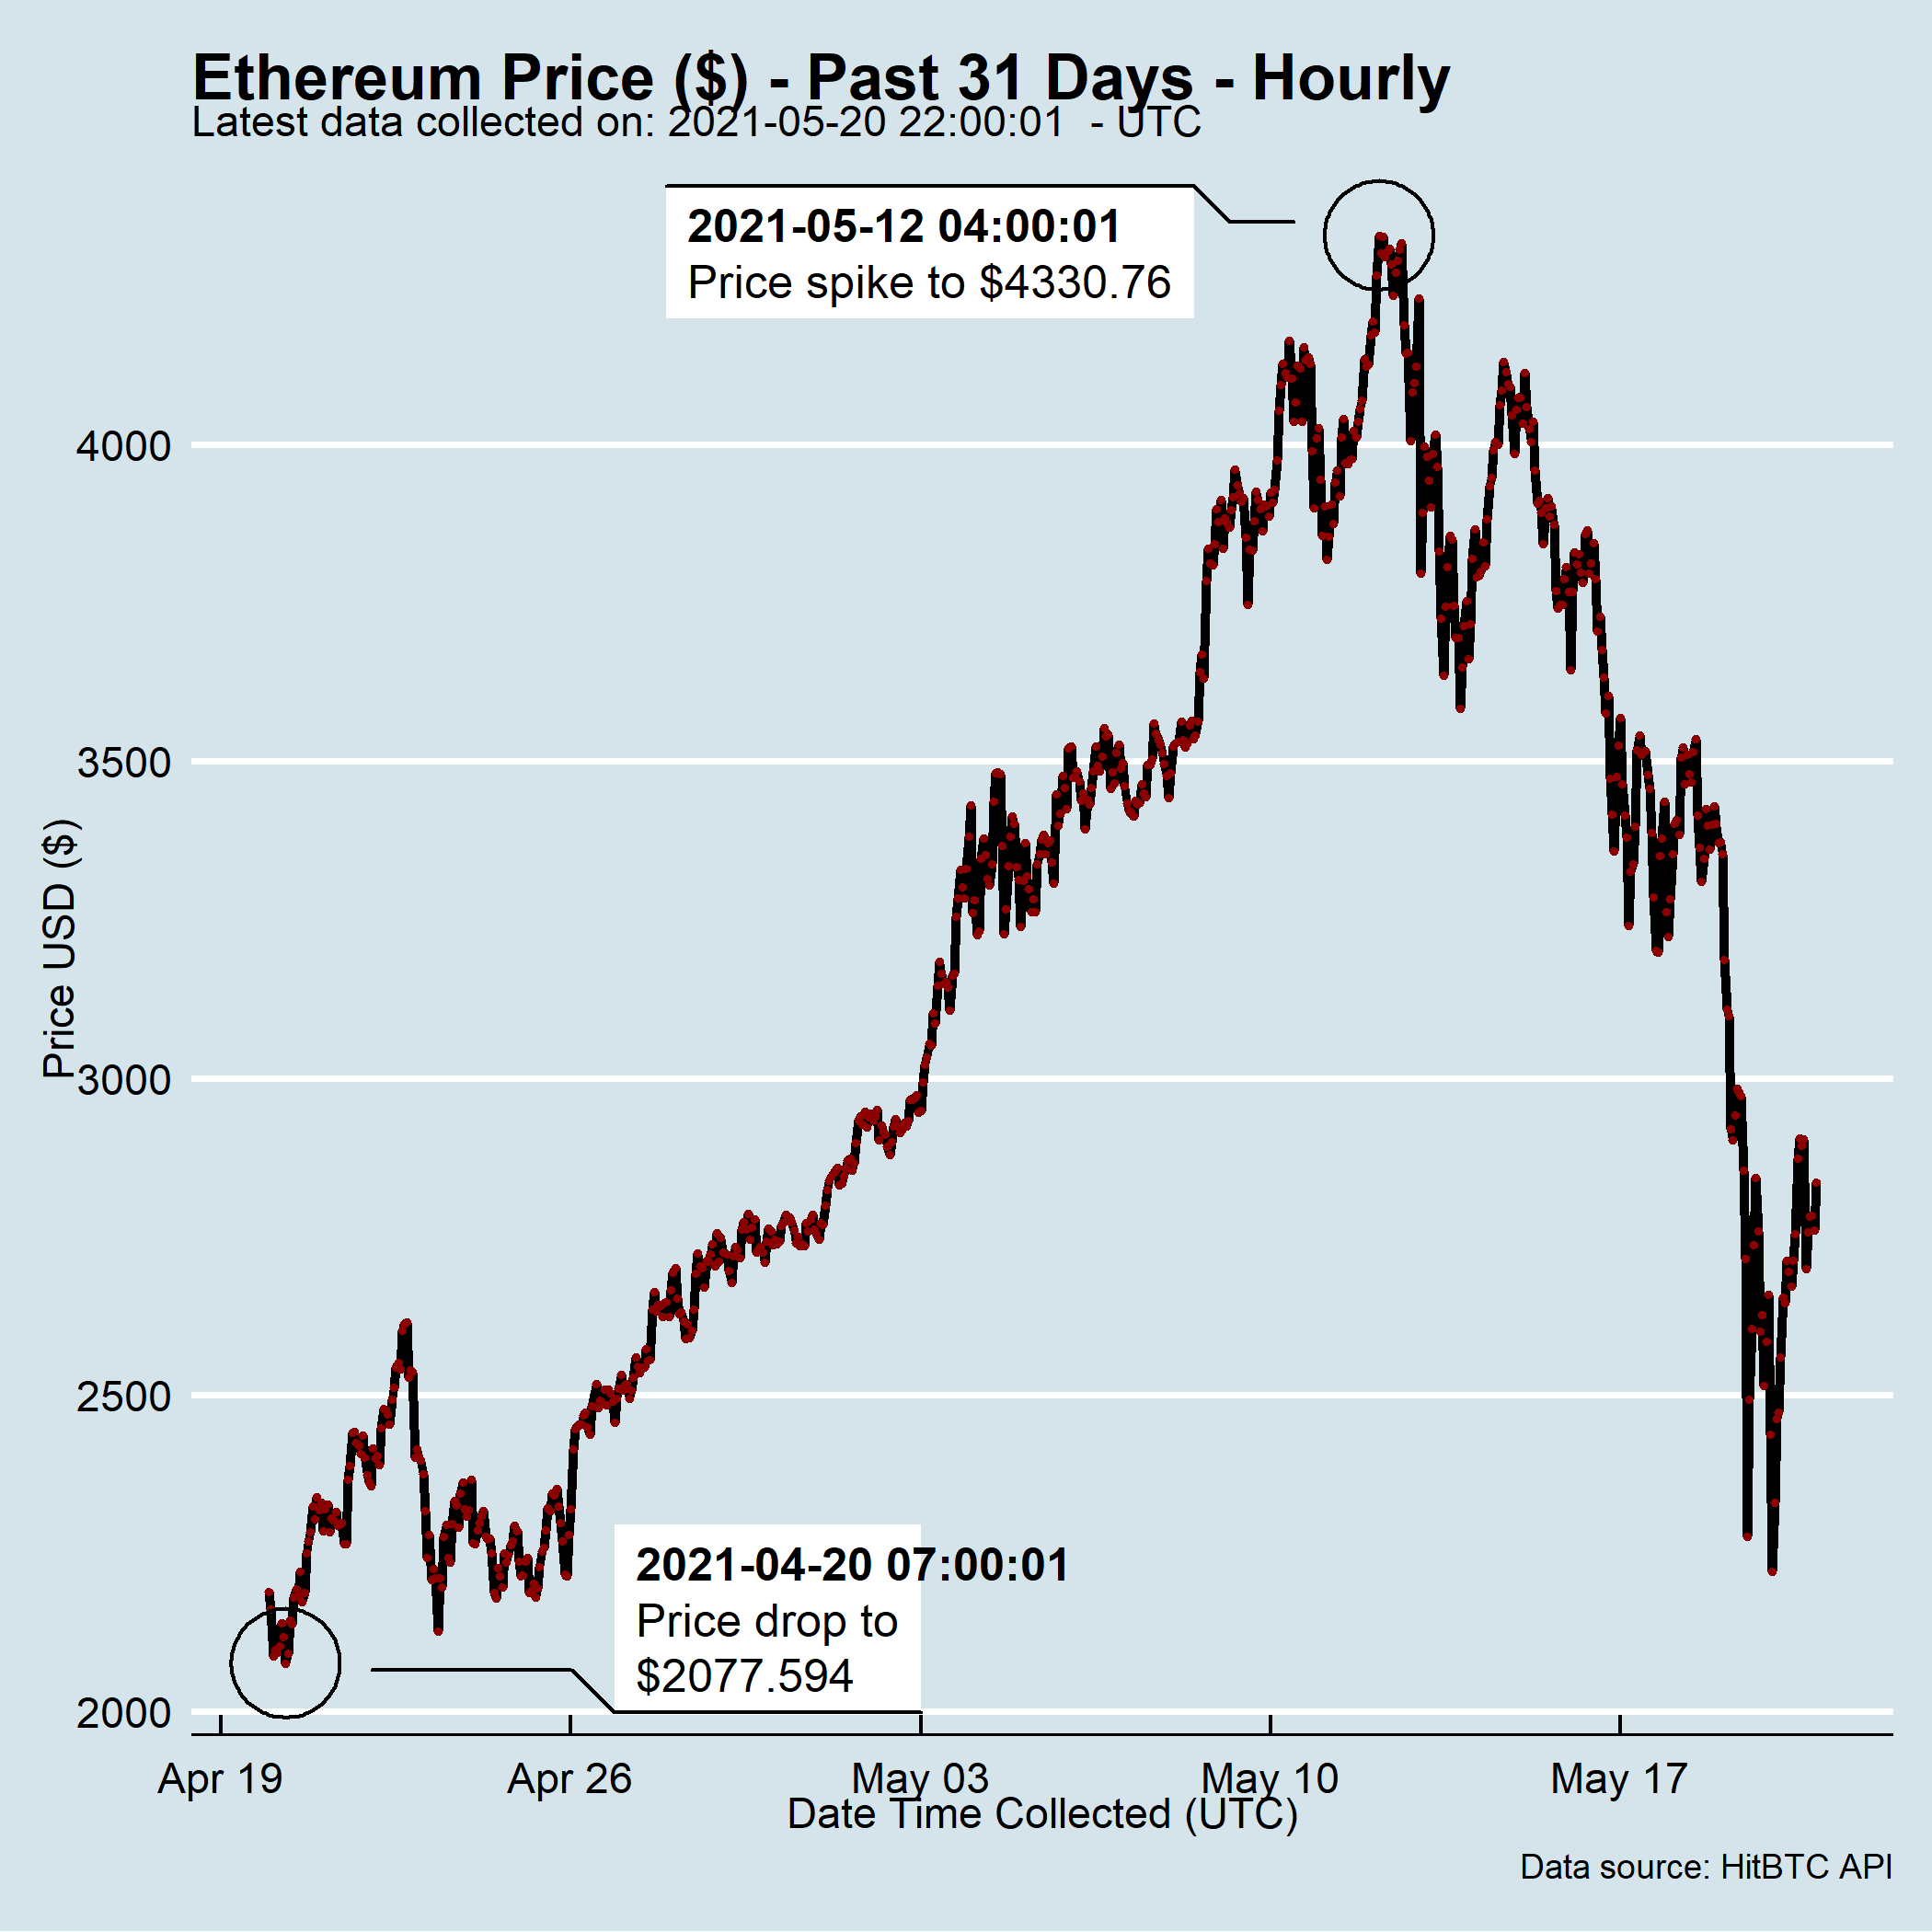 Ethereum Price ($) - Past 31 Days - Hourly
Latest data collected on: 2021-05-20 22:00:01  - UTC
2021-05-12 04:00:01
Price spike to $4330.76
4000
3500
3000
2500
2000
Price USD ($)
2021-04-20 07:00:01
Price drop to
$2077.594
Apr 19
Apr 26
May 03
May 10
May 17
Date Time Collected (UTC)
Data source: HitBTC API